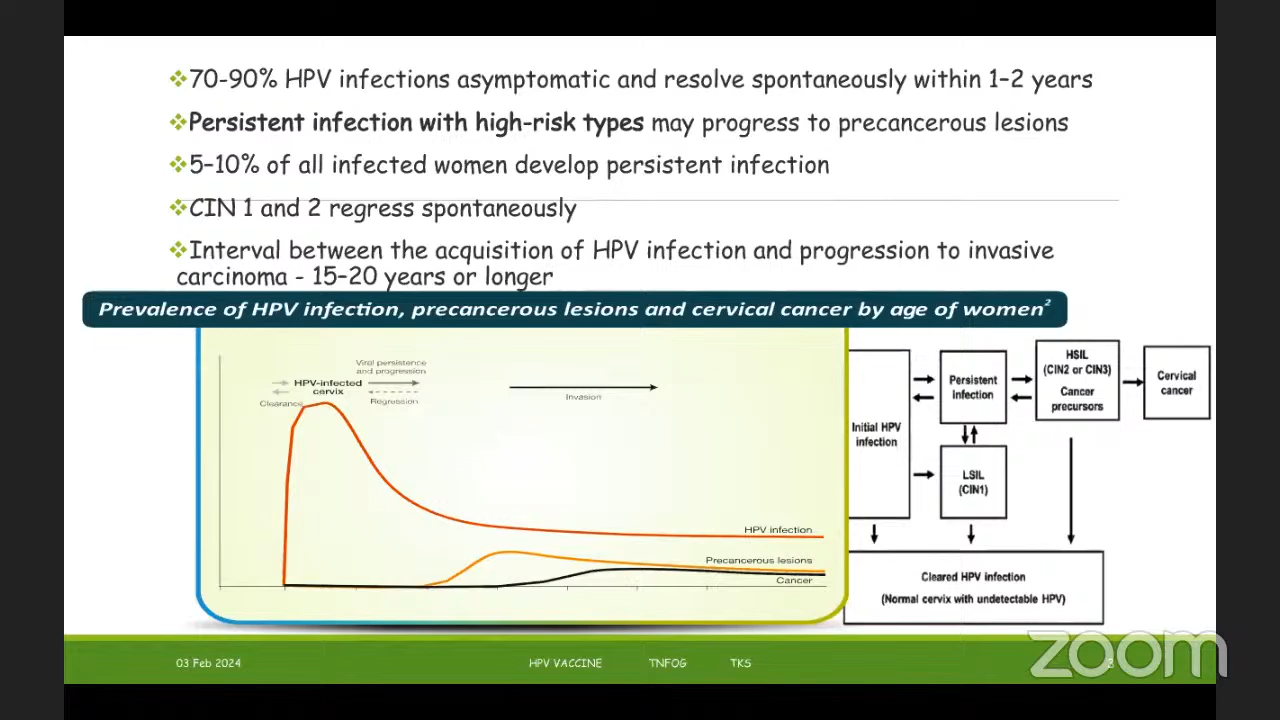 ❖70-90% HPV infections asymptomatic and resolve spontaneously within 1–2 years
❖Persistent infection with high-risk types may progress to precancerous lesions
❖5–10% of all infected women develop persistent infection
❖CIN 1 and 2 regress spontaneously
❖Interval between the acquisition of HPV infection and progression to invasive
carcinoma - 15–20 years or longer
Prevalence of HPV infection, precancerous lesions and cervical cancer by age of women²
Viral persistence
and progression
HPV-infected
cervix
Clearance
Regression
Invasion
HPV infection
Precancerous lesions
Cancer
Initial HPV
infection
Persistent
infection
HSIL
(CIN2 or CIN3)
Cancer
precursors
Cervical
cancer
LSIL
(CIN1)
Cleared HPV infection
(Normal cervix with undetectable HPV)
03 Feb 2024
HPV VACCINE TNFOG TKS
3
zoom